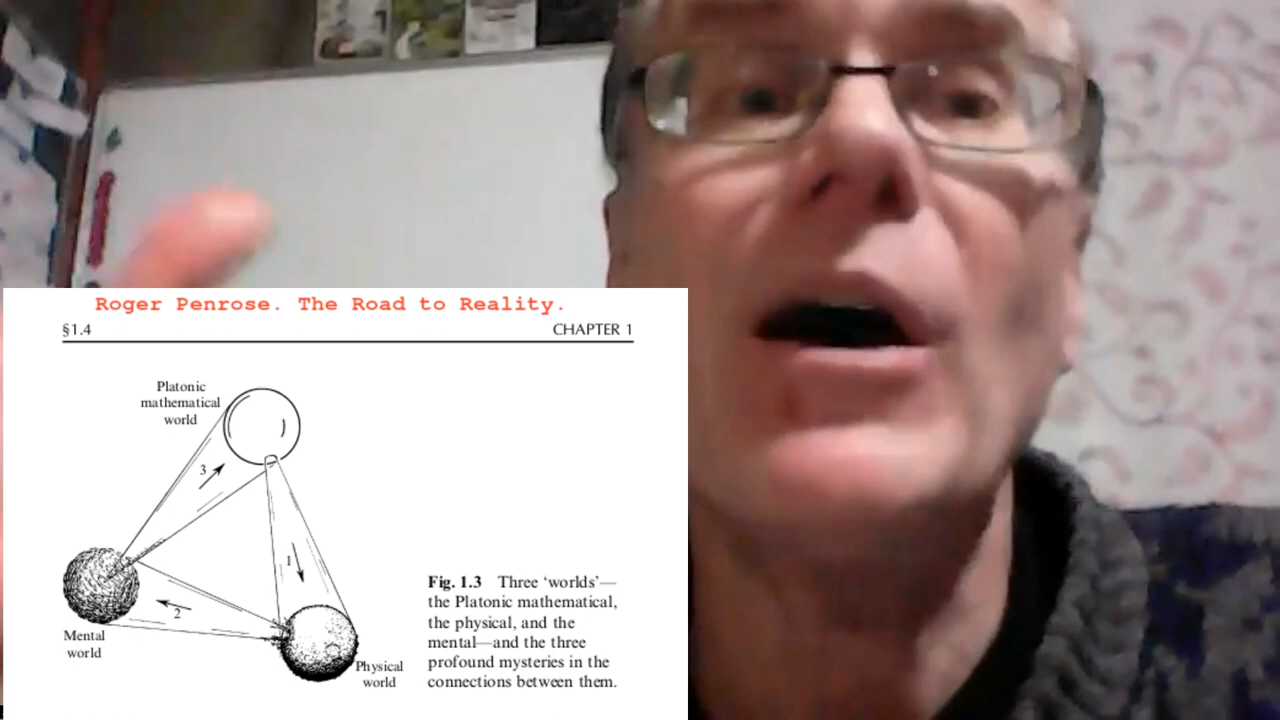 Roger Penrose. The Road to Reality.
§1.4 CHAPTER 1
Platonic
mathematical
world
3
1
2
Mental
world
Physical
world
Fig. 1.3 Three ‘worlds’—
the Platonic mathematical,
the physical, and the
mental—and the three
profound mysteries in the
connections between them.